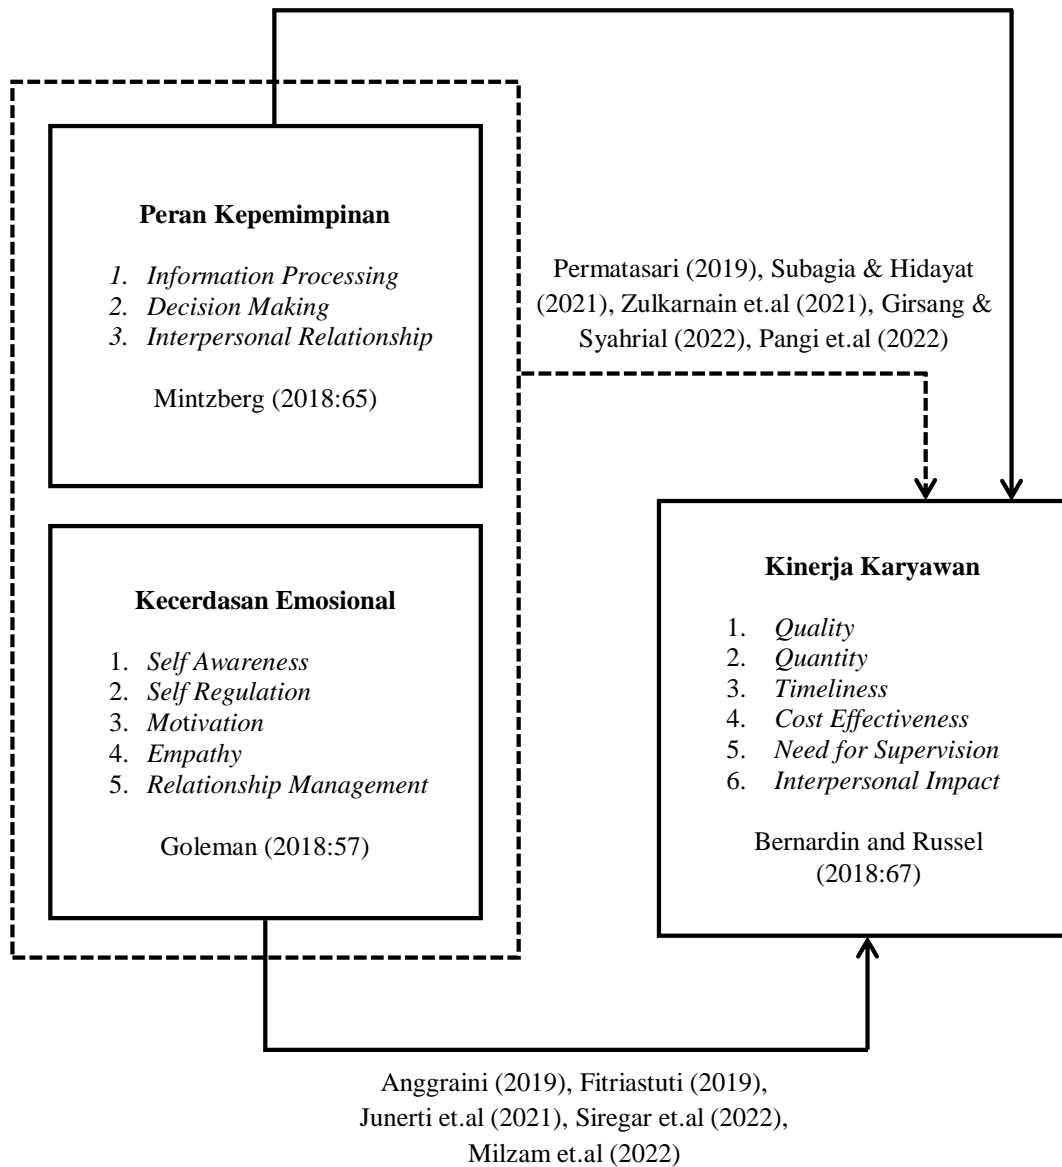 Peran Kepemimpinan
1. Information Processing
2. Decision Making
3. Interpersonal Relationship
Mintzberg (2018:65)
Permatasari (2019), Subagia & Hidayat
(2021), Zulkarnain et.al (2021), Girsang &
Syahrial (2022), Pangi et.al (2022)
Kecerdasan Emosional
1. Self Awareness
2. Self Regulation
3. Motivation
4. Empathy
5. Relationship Management
Goleman (2018:57)
Kinerja Karyawan
1. Quality
2. Quantity
3. Timeliness
4. Cost Effectiveness
5. Need for Supervision
6. Interpersonal Impact
Bernardin and Russel
(2018:67)
Anggraini (2019), Fitriastuti (2019),
Junerti et.al (2021), Siregar et.al (2022),
Milzam et.al (2022)